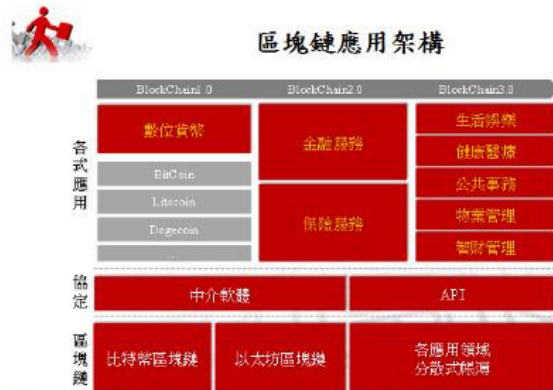 區塊鏈應用架構
BlockChain1.0
BlockChain2.0
BlockChain3.0
各式應用
數位貨幣
BitCoin
Litecoin
Dogecoin
...
金融服務
保險服務
生活娛樂
健康醫療
公共事務
物業管理
智財管理
協定
中介軟體
API
區塊鏈
比特幣區塊鏈
以太坊區塊鏈
各應用領域
分散式帳簿